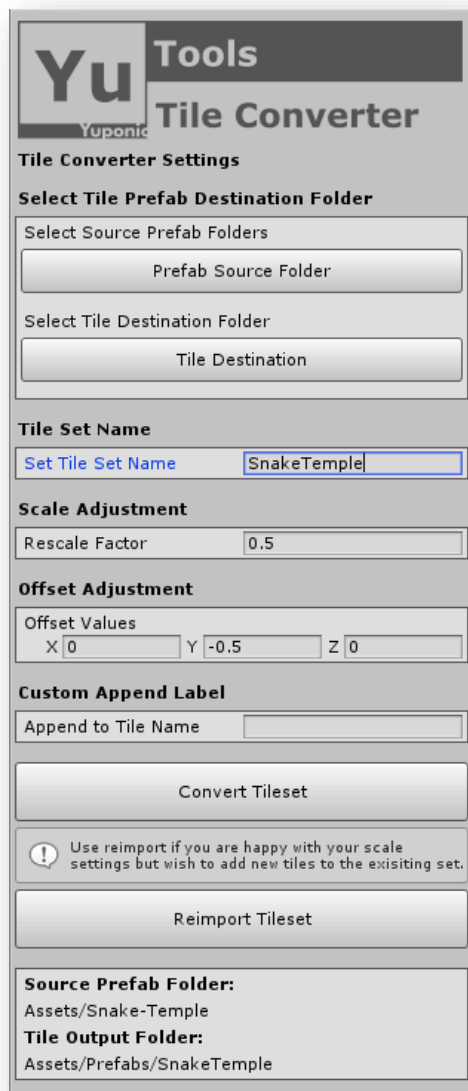 Yu
Tools
Yuponic
Tile Converter
Tile Converter Settings
Select Tile Prefab Destination Folder
Select Source Prefab Folders
Prefab Source Folder
Select Tile Destination Folder
Tile Destination
Tile Set Name
Set Tile Set Name SnakeTemple
Scale Adjustment
Rescale Factor 0.5
Offset Adjustment
Offset Values
X 0 Y -0.5 Z 0
Custom Append Label
Append to Tile Name
Convert Tileset
Use reimport if you are happy with your scale
settings but wish to add new tiles to the exisiting set.
Reimport Tileset
Source Prefab Folder:
Assets/Snake-Temple
Tile Output Folder:
Assets/Prefabs/SnakeTemple